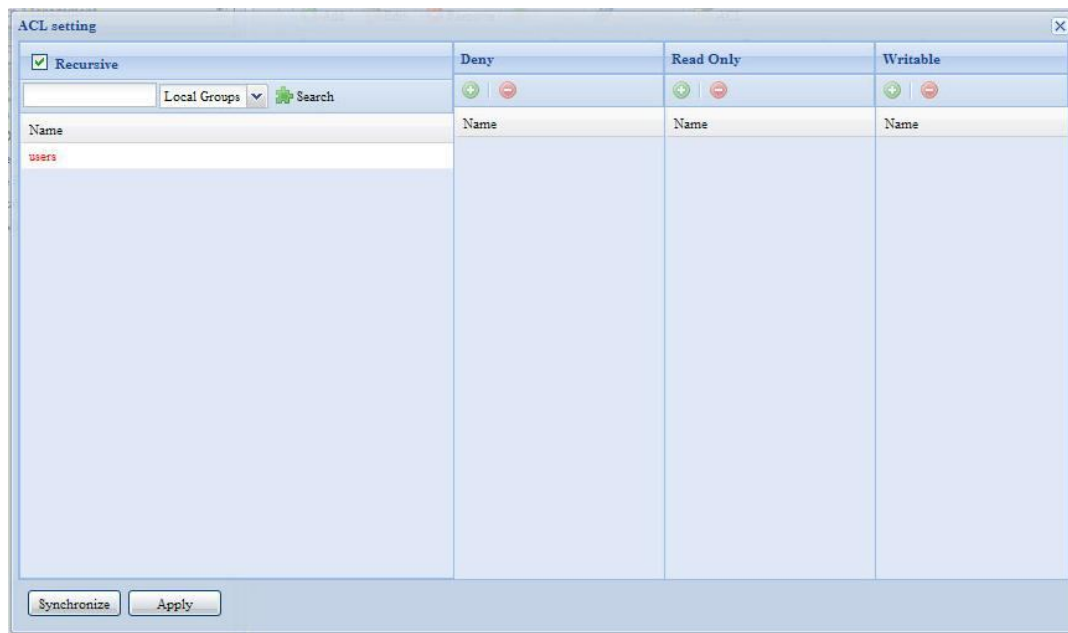 ACL setting
Recursive
Deny
Read Only
Writable
Local Groups
Search
Name
Name
Name
Name
users
Synchronize
Apply